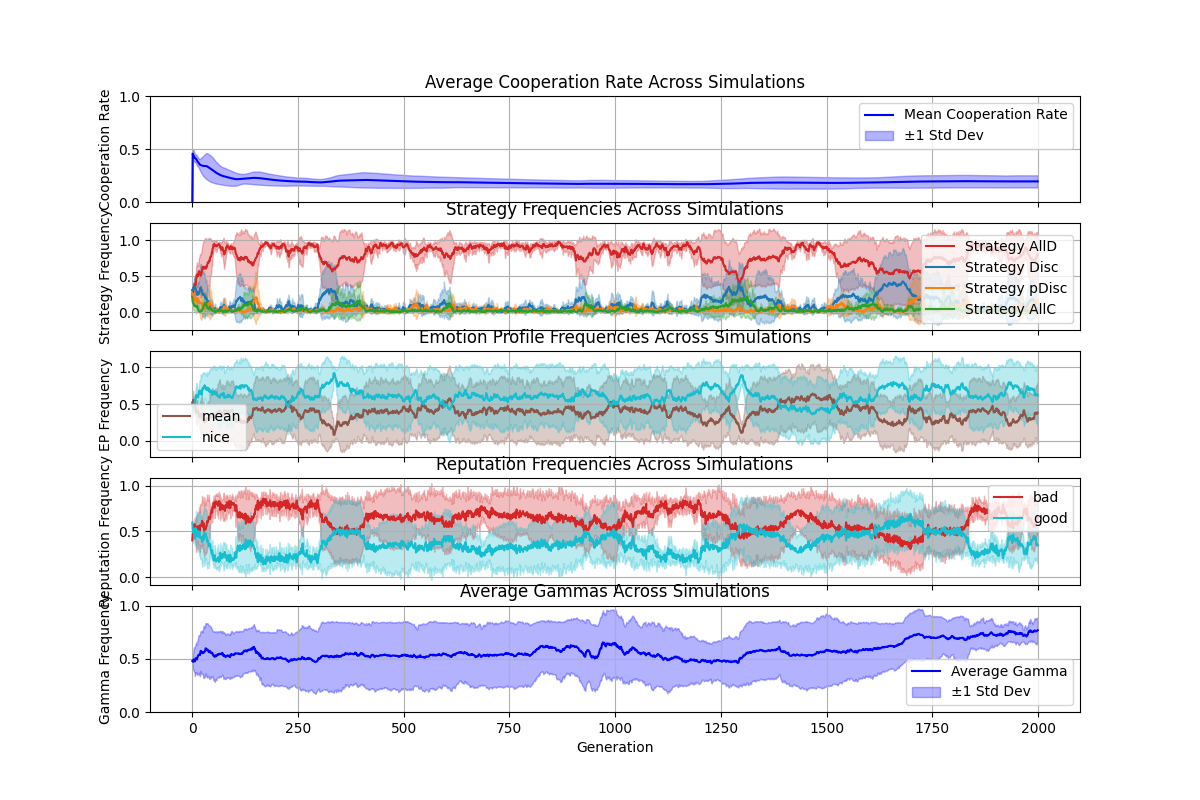 Average Cooperation Rate Across Simulations
Cooperation Rate
1.0
0.5
0.0
Mean Cooperation Rate
±1 Std Dev
Strategy Frequencies Across Simulations
Strategy Frequency
1.0
0.5
0.0
Strategy AllD
Strategy Disc
Strategy pDisc
Strategy AllC
Emotion Profile Frequencies Across Simulations
EP Frequency
1.0
0.5
0.0
mean
nice
Reputation Frequencies Across Simulations
Reputation Frequency
1.0
0.5
0.0
bad
good
Average Gammas Across Simulations
Gamma Frequency
1.0
0.5
0.0
Average Gamma
±1 Std Dev
0 250 500 750 1000 1250 1500 1750 2000
Generation